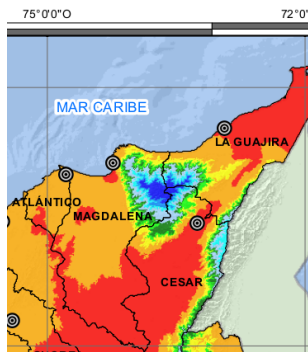 75°0'0"O 72°0
MAR CARIBE
LA GUAJIRA
ATLÁNTICO
MAGDALENA
CESAR